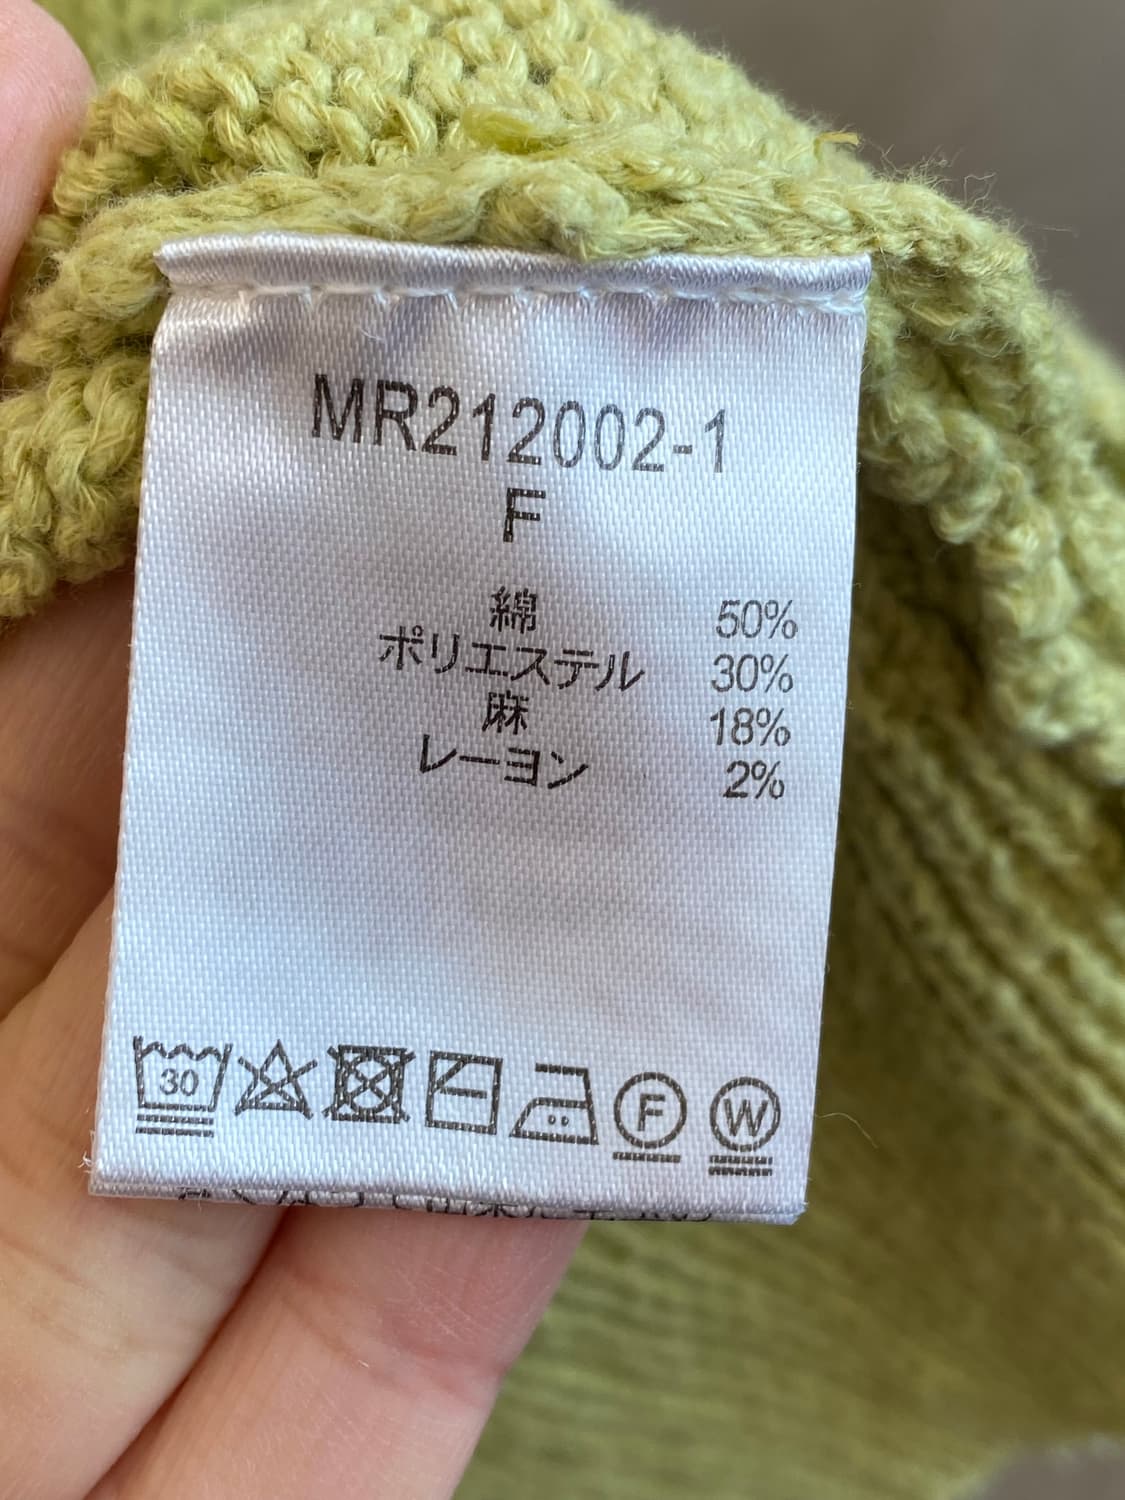 MR212002-1
F
綿 50%
ポリエステル 30%
麻 18%
レーヨン 2%
30 F W